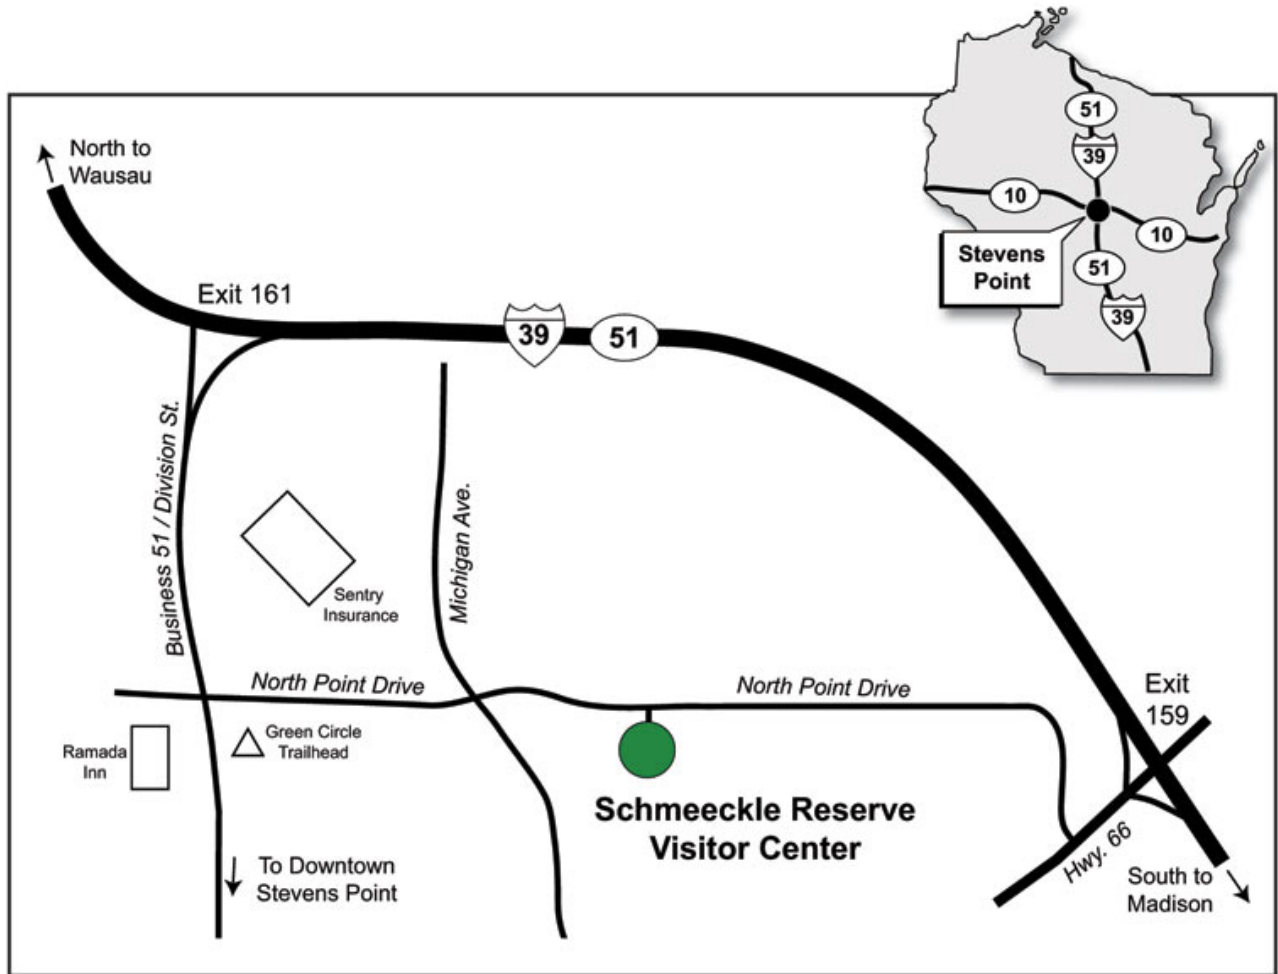 North to
Wausau
51
39
10
10
Stevens
Point
51
39
Exit 161
39
51
Business 51 / Division St.
Michigan Ave.
Sentry
Insurance
North Point Drive
North Point Drive
Exit
159
Ramada
Inn
Green Circle
Trailhead
Schmeeckle Reserve
Visitor Center
Hwy. 66
To Downtown
Stevens Point
South to
Madison